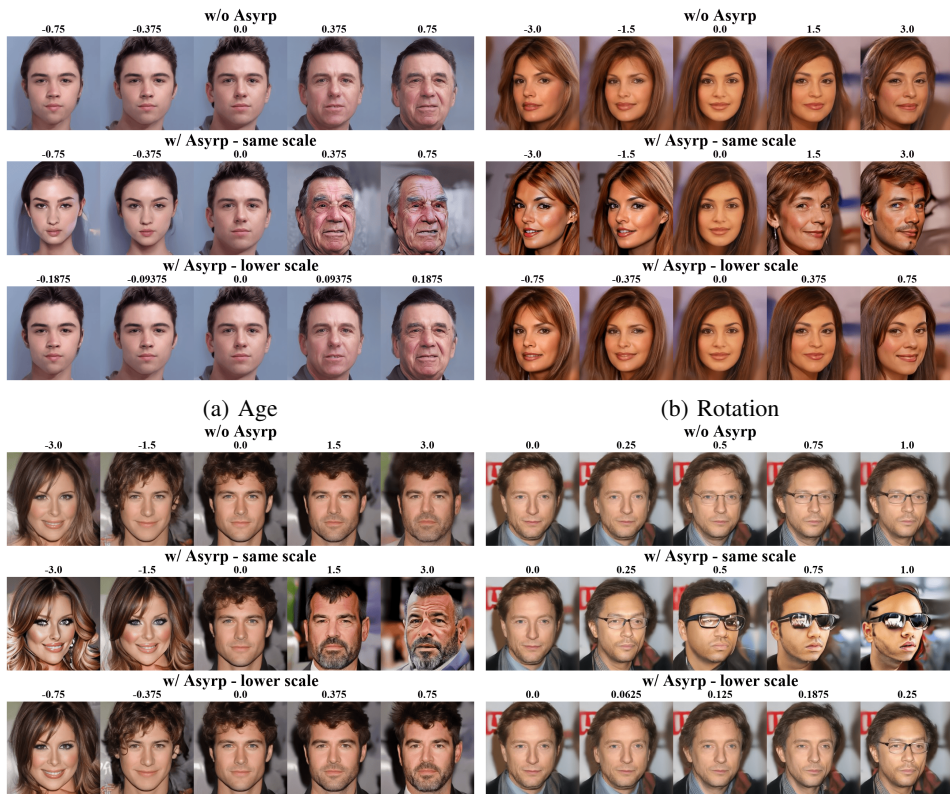 w/o Asyrp
-0.75 -0.375 0.0 0.375 0.75
w/ Asyrp - same scale
-0.75 -0.375 0.0 0.375 0.75
w/ Asyrp - lower scale
-0.1875 -0.09375 0.0 0.09375 0.1875
(a) Age
w/o Asyrp
-3.0 -1.5 0.0 1.5 3.0
w/ Asyrp - same scale
-3.0 -1.5 0.0 1.5 3.0
w/ Asyrp - lower scale
-0.75 -0.375 0.0 0.375 0.75
(b) Rotation
w/o Asyrp
-3.0 -1.5 0.0 1.5 3.0
w/ Asyrp - same scale
-3.0 -1.5 0.0 1.5 3.0
w/ Asyrp - lower scale
-0.75 -0.375 0.0 0.375 0.75
w/o Asyrp
0.0 0.25 0.5 0.75 1.0
w/ Asyrp - same scale
0.0 0.25 0.5 0.75 1.0
w/ Asyrp - lower scale
0.0 0.0625 0.125 0.1875 0.25